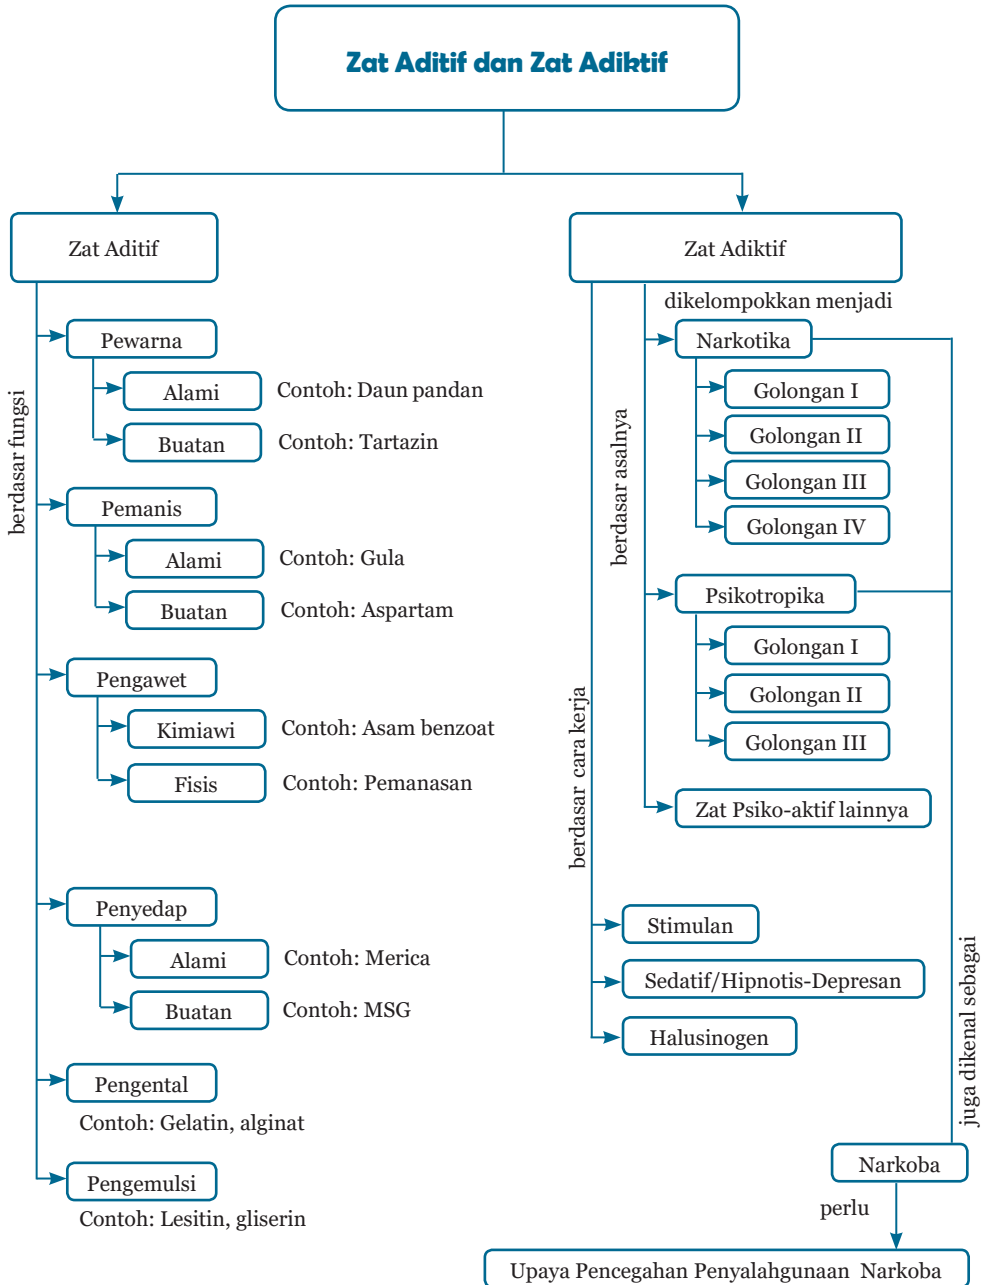 Zat Aditif dan Zat Adiktif
Zat Aditif
berdasar fungsi
Pewarna
Alami
Contoh: Daun pandan
Buatan
Contoh: Tartazin
Pemanis
Alami
Contoh: Gula
Buatan
Contoh: Aspartam
Pengawet
Kimiawi
Contoh: Asam benzoat
Fisis
Contoh: Pemanasan
Penyedap
Alami
Contoh: Merica
Buatan
Contoh: MSG
Pengental
Contoh: Gelatin, alginat
Pengemulsi
Contoh: Lesitin, gliserin
Zat Adiktif
dikelompokkan menjadi
berdasar asalnya
Narkotika
Golongan I
Golongan II
Golongan III
Golongan IV
Psikotropika
Golongan I
Golongan II
Golongan III
Zat Psiko-aktif lainnya
berdasar cara kerja
Stimulan
Sedatif/Hipnotis-Depresan
Halusinogen
juga dikenal sebagai
Narkoba
perlu
Upaya Pencegahan Penyalahgunaan Narkoba